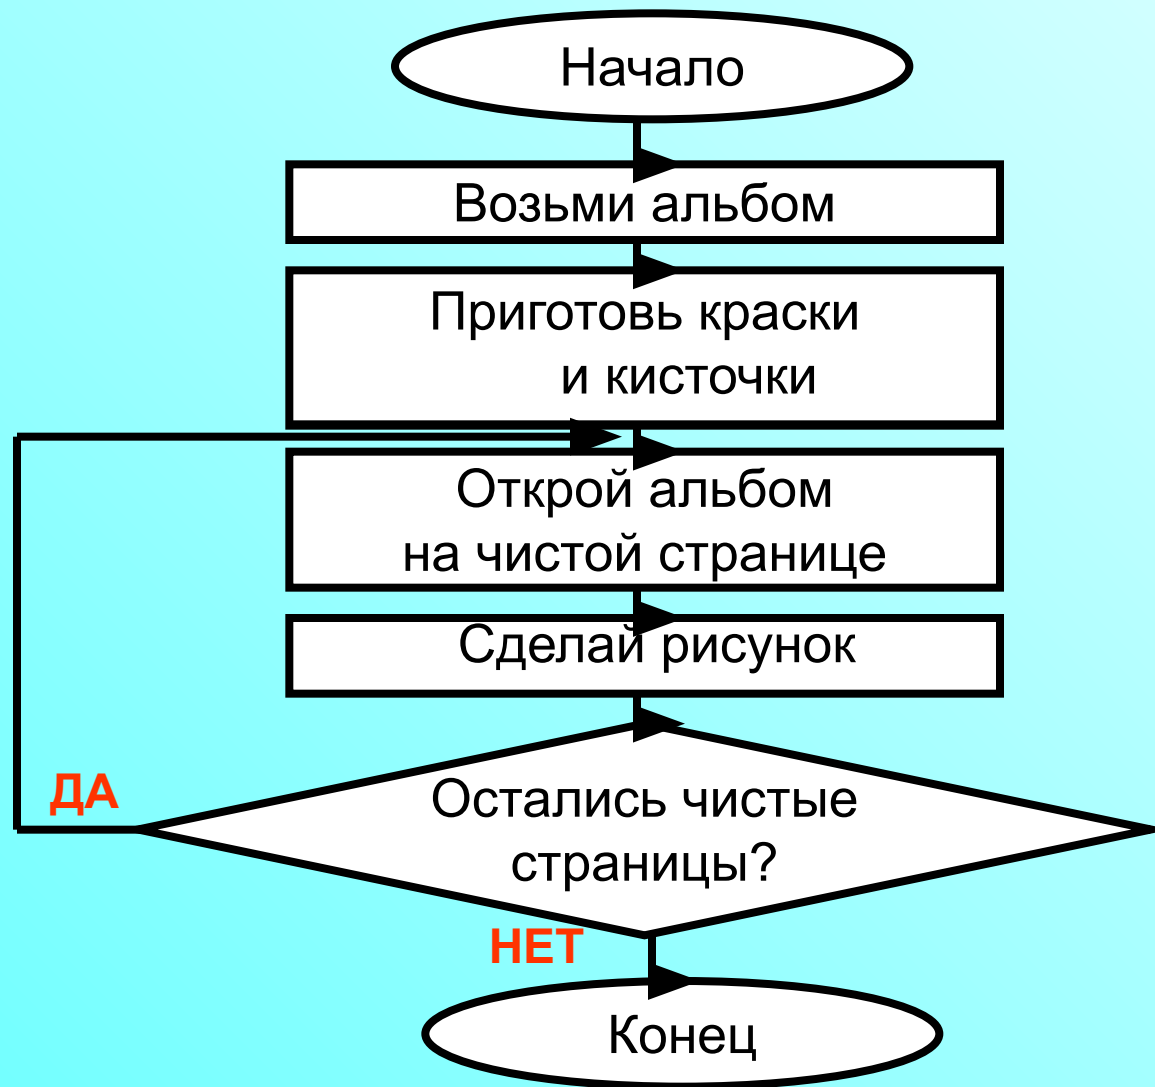 Начало
Возьми альбом
Приготовь краски
и кисточки
Открой альбом
на чистой странице
Сделай рисунок
ДА
Остались чистые
страницы?
НЕТ
Конец